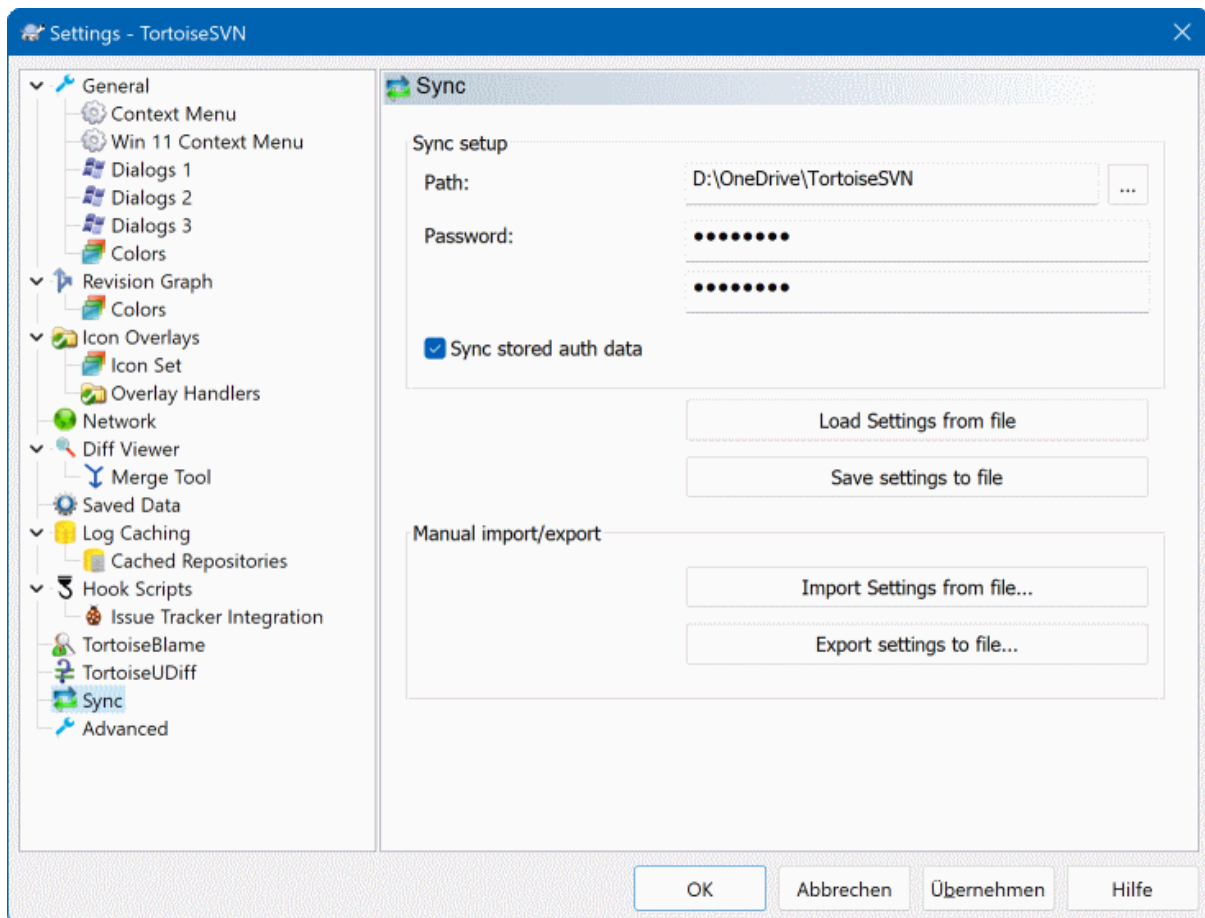 Settings - TortoiseSVN
General
Context Menu
Win 11 Context Menu
Dialogs 1
Dialogs 2
Dialogs 3
Colors
Revision Graph
Colors
Icon Overlays
Icon Set
Overlay Handlers
Network
Diff Viewer
Merge Tool
Saved Data
Log Caching
Cached Repositories
Hook Scripts
Issue Tracker Integration
TortoiseBlame
TortoiseUDiff
Sync
Advanced
Sync
Sync setup
Path: D:\OneDrive\TortoiseSVN ...
Password: ●●●●●●●●
●●●●●●●●
Sync stored auth data
Load Settings from file
Save settings to file
Manual import/export
Import Settings from file...
Export settings to file...
OK Abbrechen Übernehmen Hilfe